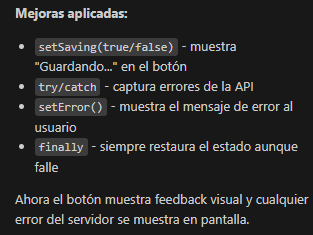 Mejoras aplicadas:
• setSaving(true/false) - muestra
"Guardando..." en el botón
• try/catch - captura errores de la API
• setError() - muestra el mensaje de error al
usuario
• finally - siempre restaura el estado aunque
falle
Ahora el botón muestra feedback visual y cualquier
error del servidor se muestra en pantalla.